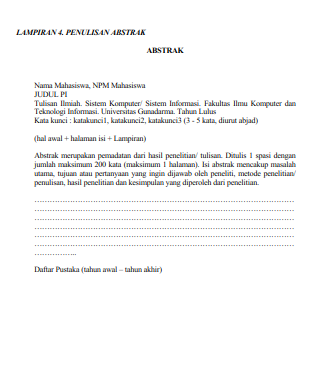 LAMPIRAN 4. PENULISAN ABSTRAK
ABSTRAK
Nama Mahasiswa, NPM Mahasiswa
JUDUL PI
Tulisan Ilmiah. Sistem Komputer/ Sistem Informasi. Fakultas Ilmu Komputer dan
Teknologi Informasi. Universitas Gunadarma. Tahun Lulus
Kata kunci : katakunci1, katakunci2, katakunci3 (3 - 5 kata, diurut abjad)
(hal awal + halaman isi + Lampiran)
Abstrak merupakan pemadatan dari hasil penelitian/ tulisan. Ditulis 1 spasi dengan
jumlah maksimum 200 kata (maksimum 1 halaman). Isi abstrak mencakup masalah
utama, tujuan atau pertanyaan yang ingin dijawab oleh peneliti, metode penelitian/
penulisan, hasil penelitian dan kesimpulan yang diperoleh dari penelitian.
Daftar Pustaka (tahun awal – tahun akhir)